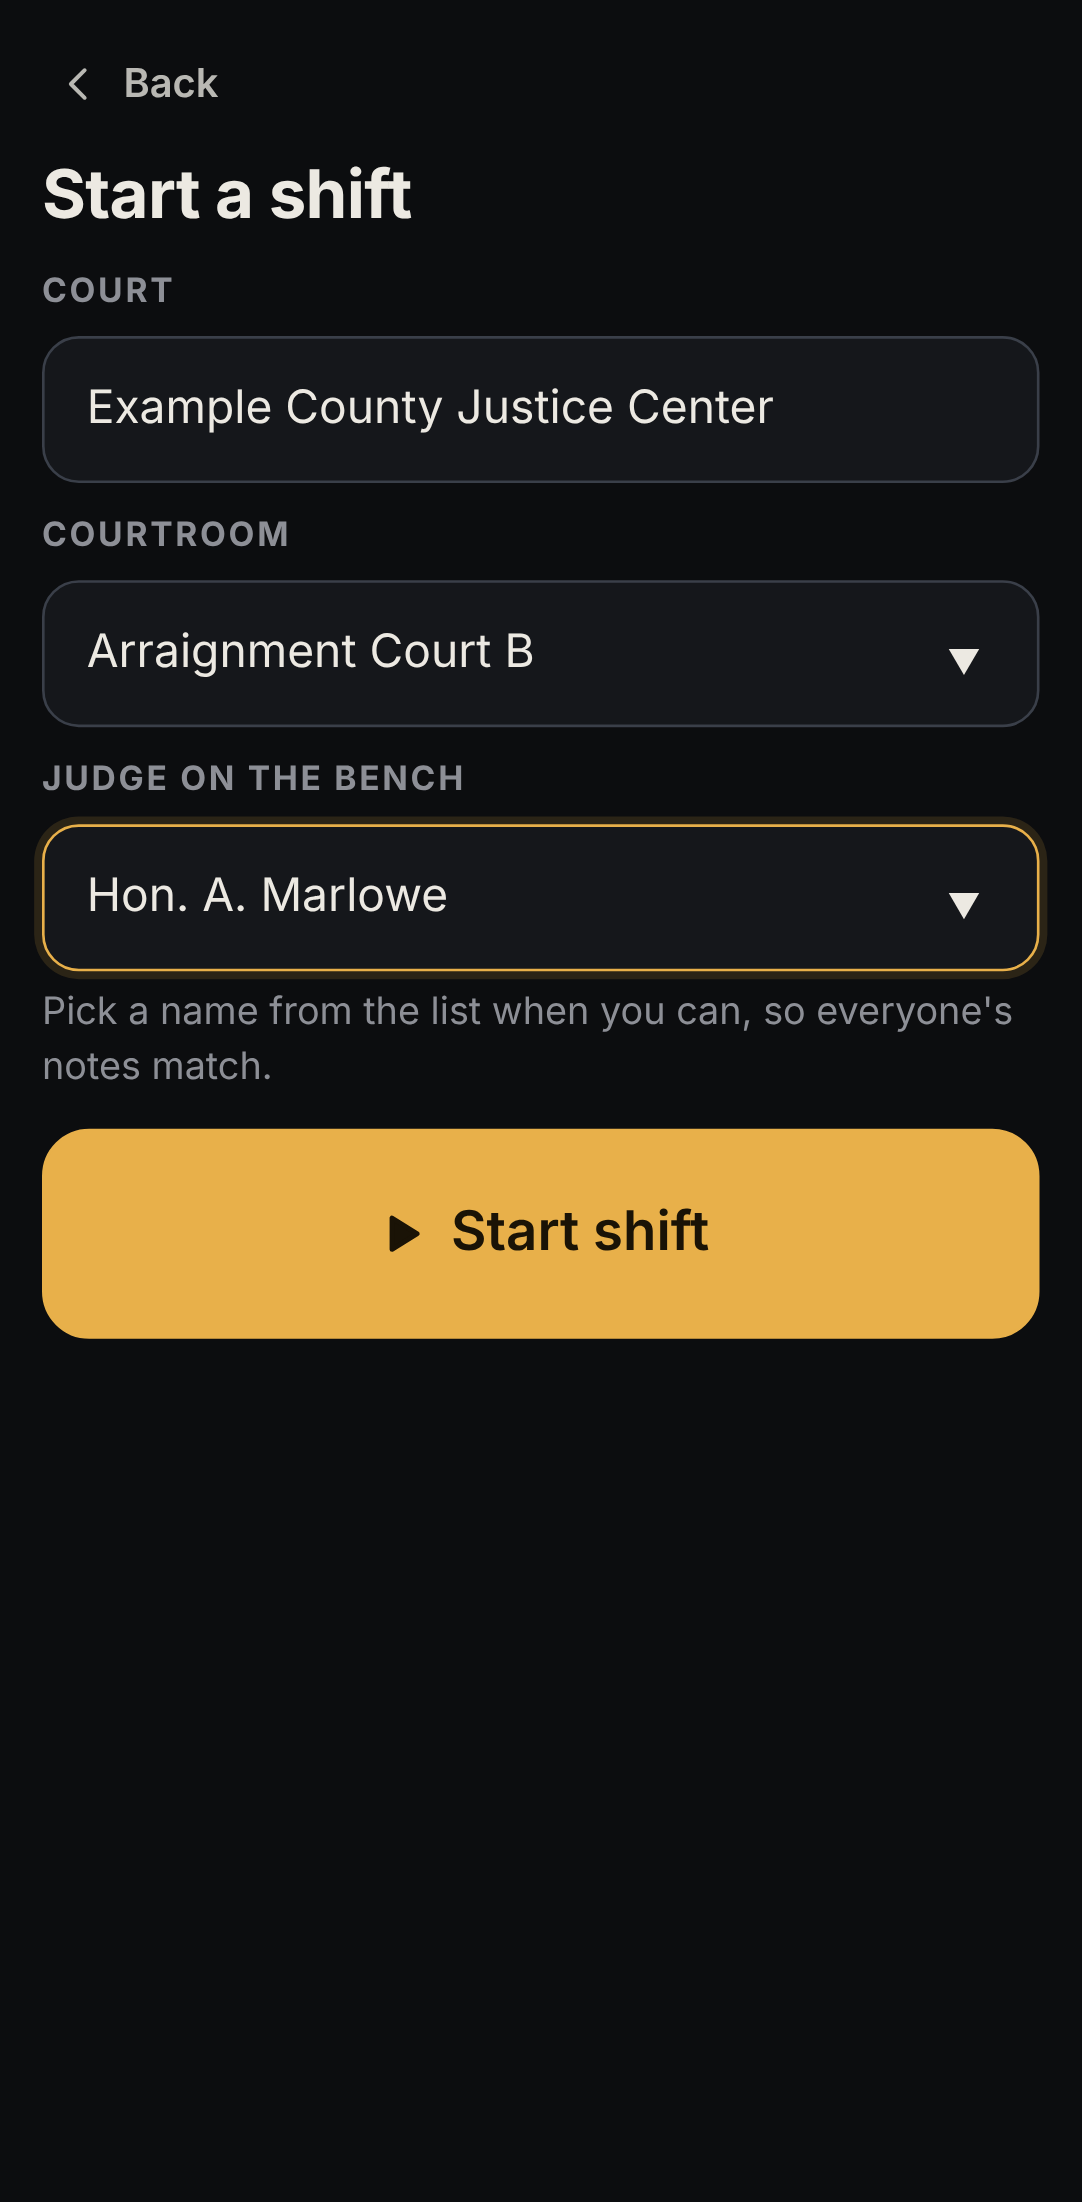 Back
Start a shift
COURT
Example County Justice Center
COURTROOM
Arraignment Court B
JUDGE ON THE BENCH
Hon. A. Marlowe
Pick a name from the list when you can, so everyone's
notes match.
Start shift